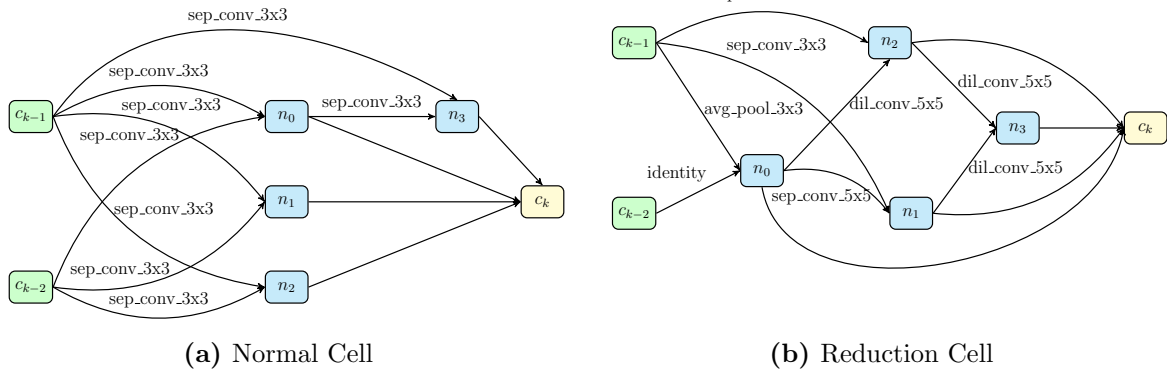 sep_conv_3x3
sep_conv_3x3
sep_conv_3x3
sep_conv_3x3
c_{k-1}
n_0
n_3
sep_conv_3x3
n_1
c_k
sep_conv_3x3
sep_conv_3x3
c_{k-2}
n_2
sep_conv_3x3
(a) Normal Cell
c_{k-1}
n_2
sep_conv_3x3
dil_conv_5x5
avg_pool_3x3
dil_conv_5x5
n_3
c_k
identity
n_0
dil_conv_5x5
sep_conv_5x5
c_{k-2}
n_1
(b) Reduction Cell